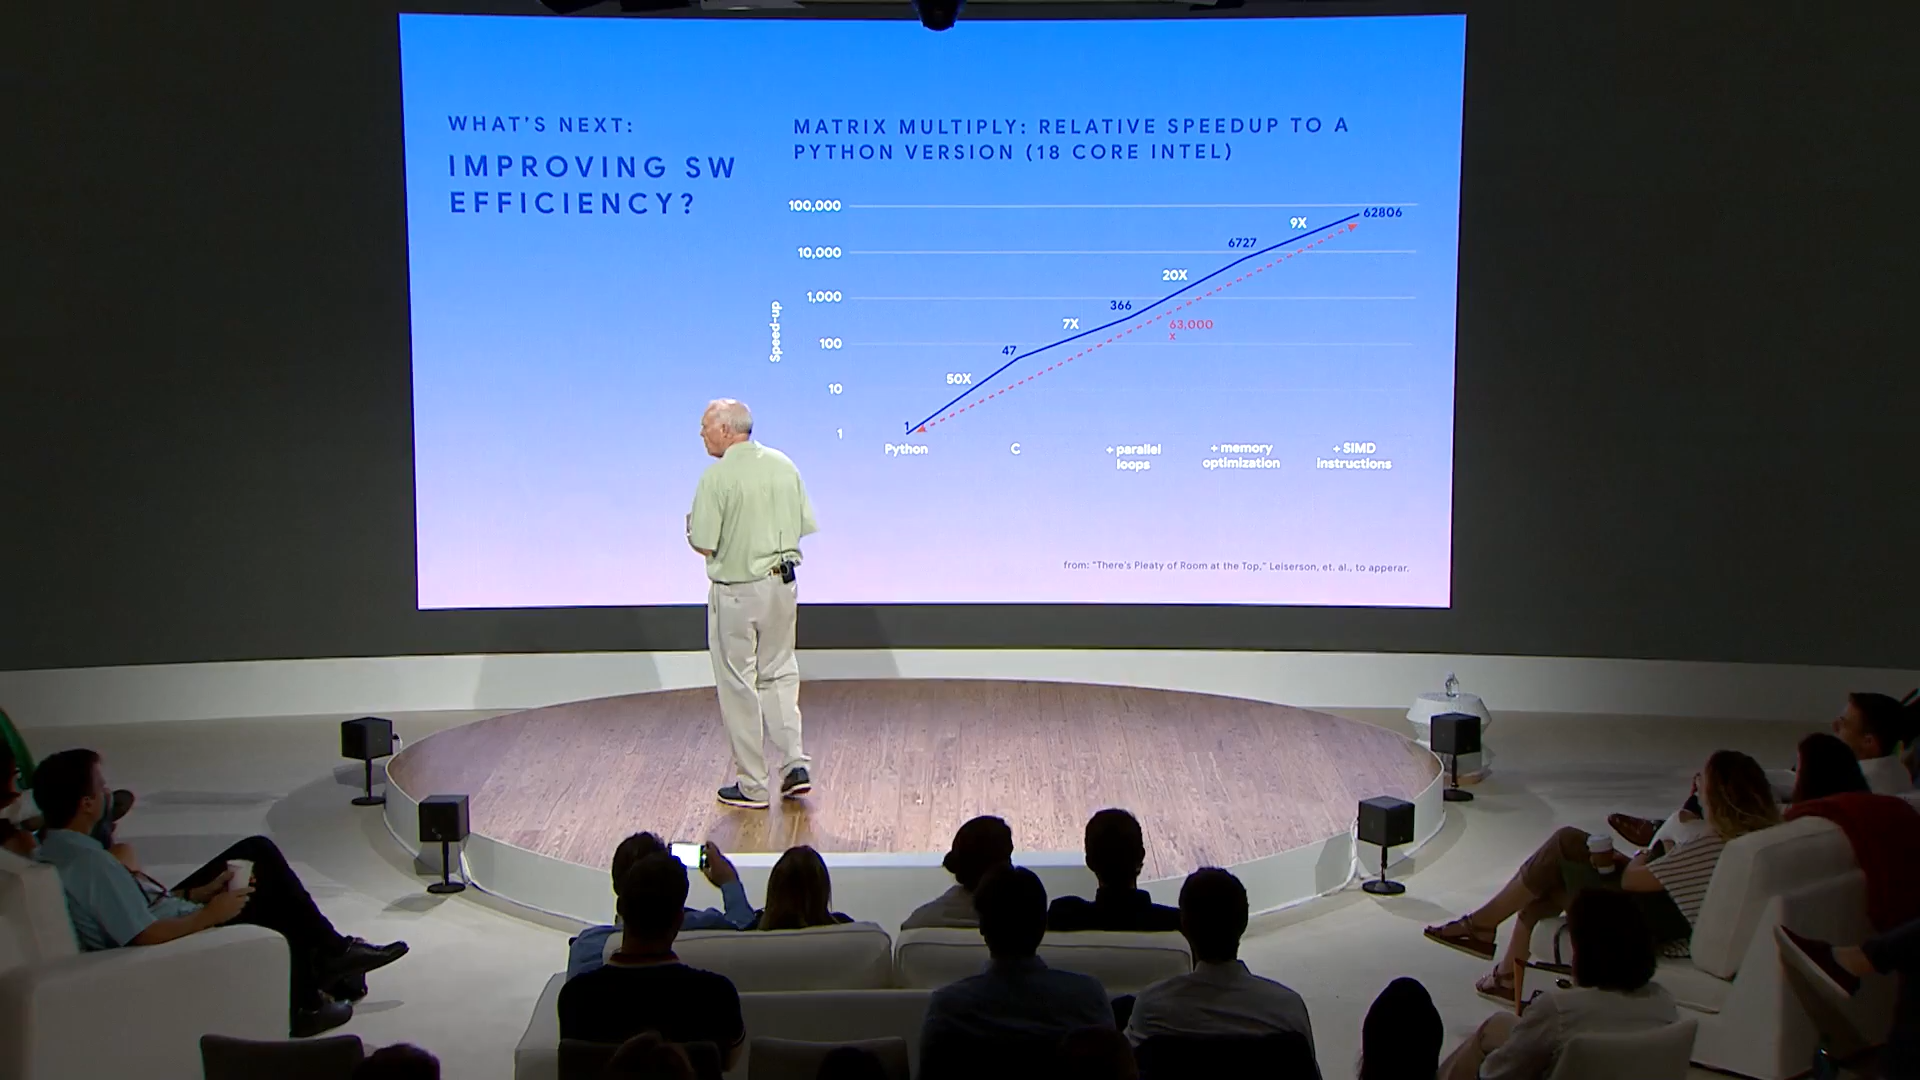 WHAT'S NEXT:
IMPROVING SW
EFFICIENCY?
MATRIX MULTIPLY: RELATIVE SPEEDUP TO A
PYTHON VERSION (18 CORE INTEL)
Speed-up
100,000
10,000
1,000
100
10
1
1
50X
47
7X
366
20X
6727
9X
62806
63,000
x
Python
C
+ parallel
loops
+ memory
optimization
+ SIMD
instructions
from: "There's Pleaty of Room at the Top," Leiserson, et. al., to apperar.